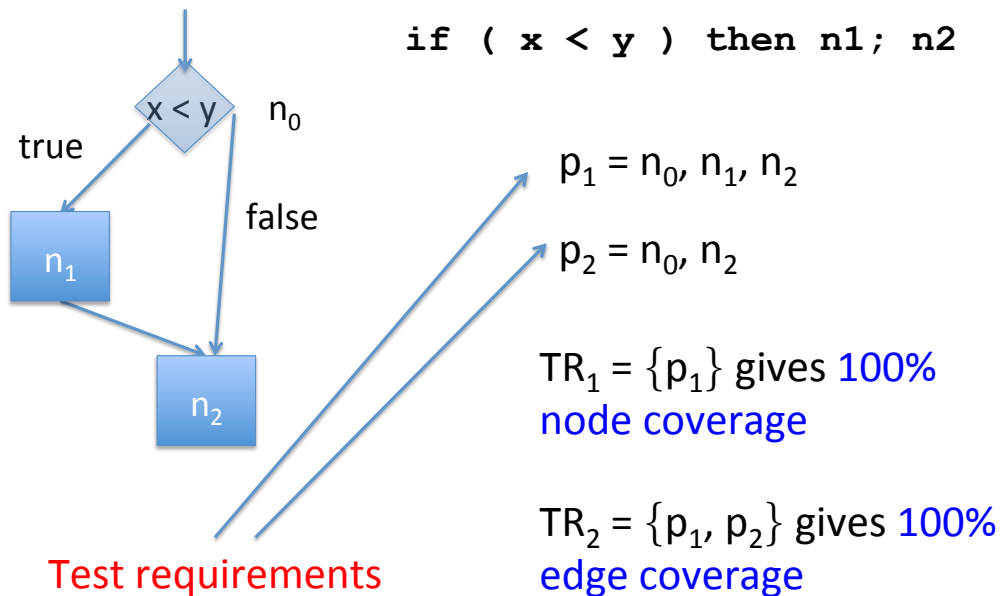 if ( x < y ) then n1; n2
x < y
n₀
true
false
n₁
n₂
p₁ = n₀, n₁, n₂
p₂ = n₀, n₂
TR₁ = {p₁} gives 100%
node coverage
TR₂ = {p₁, p₂} gives 100%
edge coverage
Test requirements